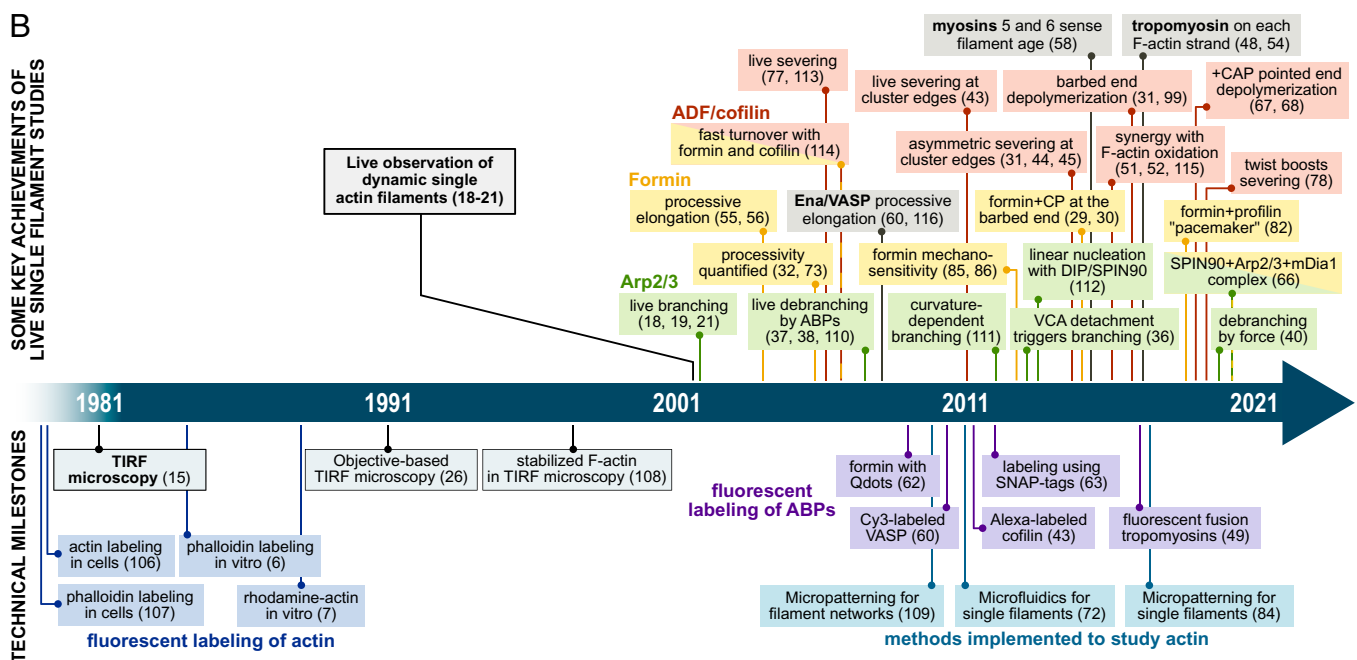 B
SOME KEY ACHIEVEMENTS OF
LIVE SINGLE FILAMENT STUDIES
Live observation of
dynamic single
actin filaments (18-21)
myosins 5 and 6 sense
filament age (58)
tropomyosin on each
F-actin strand (48, 54)
live severing
(77, 113)
live severing at
cluster edges (43)
barbed end
depolymerization (31, 99)
+CAP pointed end
depolymerization
(67, 68)
ADF/cofilin
fast turnover with
formin and cofilin (114)
asymmetric severing at
cluster edges (31, 44, 45)
synergy with
F-actin oxidation
(51, 52, 115)
twist boosts
severing (78)
Formin
processive
elongation (55, 56)
Ena/VASP processive
elongation (60, 116)
formin+CP at the
barbed end (29, 30)
formin+profilin
"pacemaker" (82)
processivity
quantified (32, 73)
formin mechano-
sensitivity (85, 86)
linear nucleation
with DIP/SPIN90
(112)
SPIN90+Arp2/3+mDia1
complex (66)
Arp2/3
live branching
(18, 19, 21)
live debranching
by ABPs
(37, 38, 110)
curvature-
dependent
branching (111)
VCA detachment
triggers branching (36)
debranching
by force (40)
1981
1991
2001
2011
2021
TECHNICAL MILESTONES
TIRF
microscopy (15)
Objective-based
TIRF microscopy (26)
stabilized F-actin
in TIRF microscopy (108)
actin labeling
in cells (106)
phalloidin labeling
in vitro (6)
phalloidin labeling
in cells (107)
rhodamine-actin
in vitro (7)
fluorescent labeling of actin
fluorescent
labeling of ABPs
formin with
Qdots (62)
labeling using
SNAP-tags (63)
Cy3-labeled
VASP (60)
Alexa-labeled
cofilin (43)
fluorescent fusion
tropomyosins (49)
Micropatterning for
filament networks (109)
Microfluidics for
single filaments (72)
Micropatterning for
single filaments (84)
methods implemented to study actin